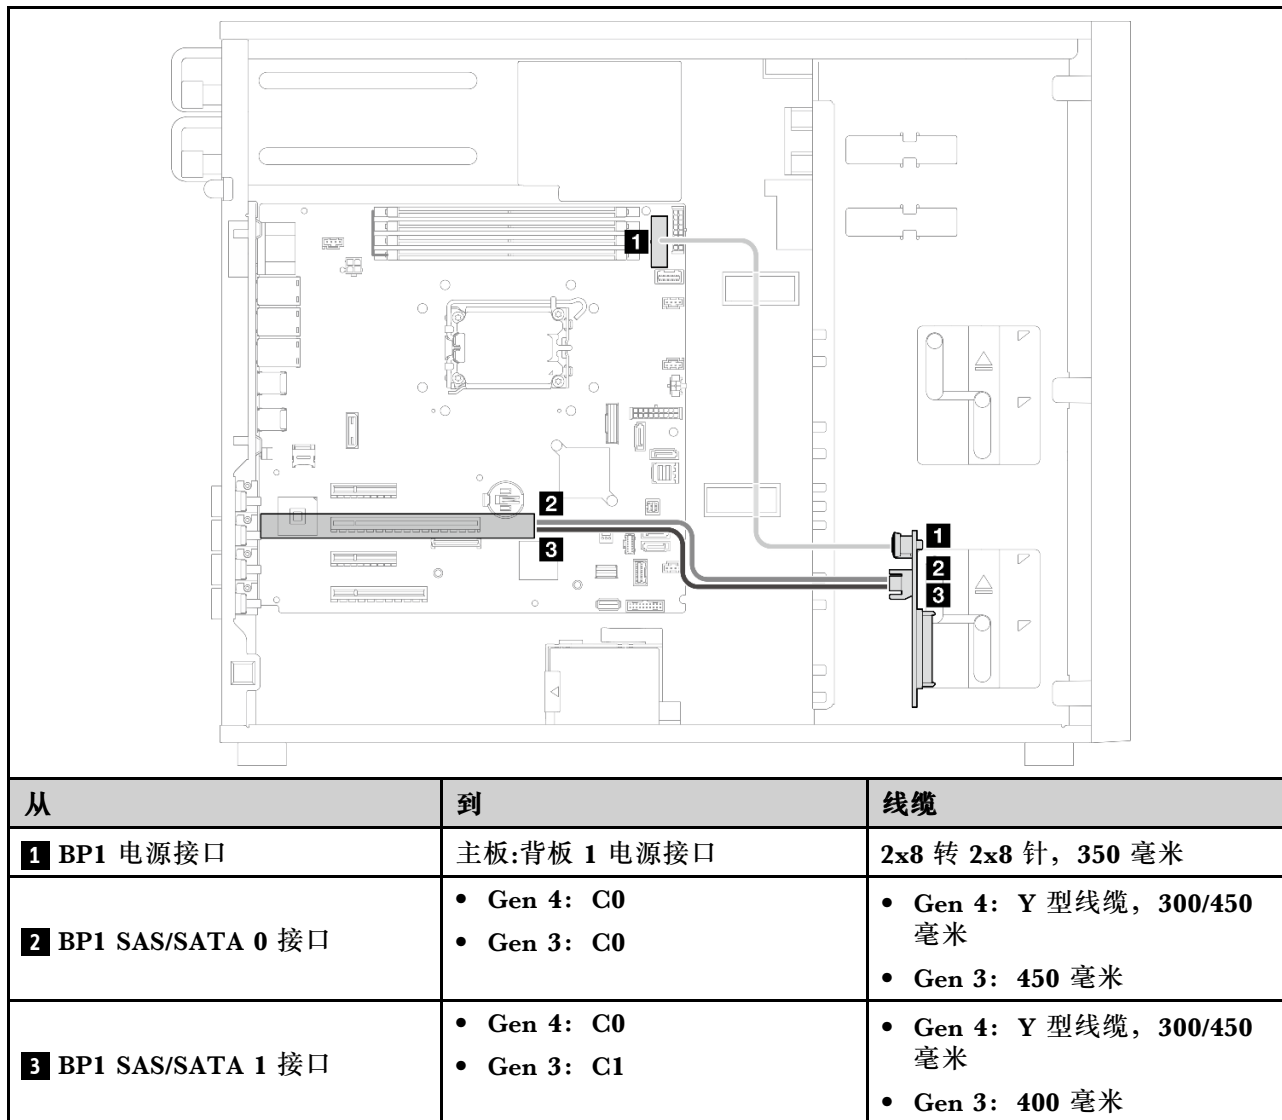 1
2
3
1
2
3
从 到 线缆
1 BP1 电源接口 主板:背板 1 电源接口 2x8 转 2x8 针，350 毫米
2 BP1 SAS/SATA 0 接口
• Gen 4： C0
• Gen 3： C0
• Gen 4： Y 型线缆，300/450
毫米
• Gen 3： 450 毫米
3 BP1 SAS/SATA 1 接口
• Gen 4： C0
• Gen 3： C1
• Gen 4： Y 型线缆，300/450
毫米
• Gen 3： 400 毫米